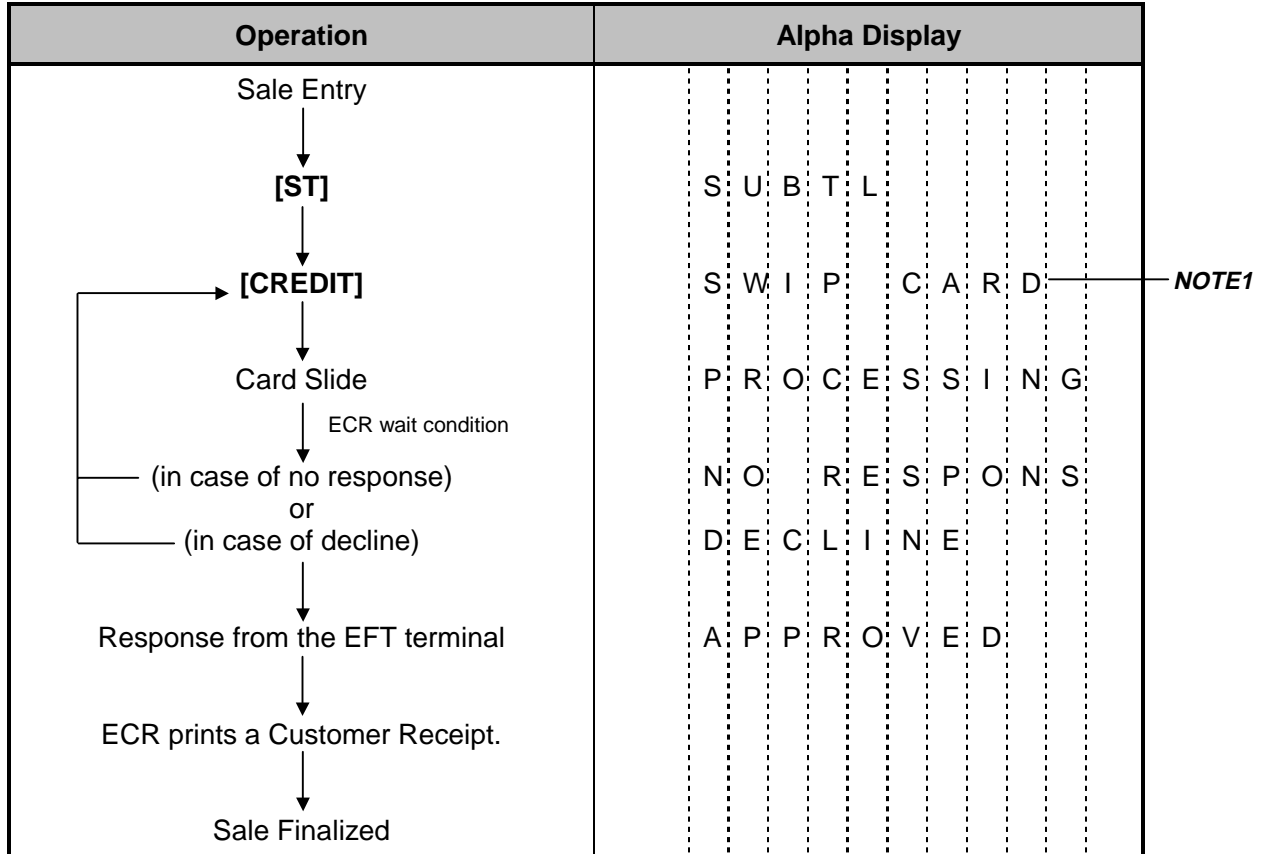 Operation Alpha Display
Sale Entry
[ST] SUBTL
[CREDIT] SWIP CARD NOTE1
Card Slide PROCESSING
ECR wait condition
(in case of no response) NO RESPONS
or
(in case of decline) DECLINE
Response from the EFT terminal APPROVED
ECR prints a Customer Receipt.
Sale Finalized